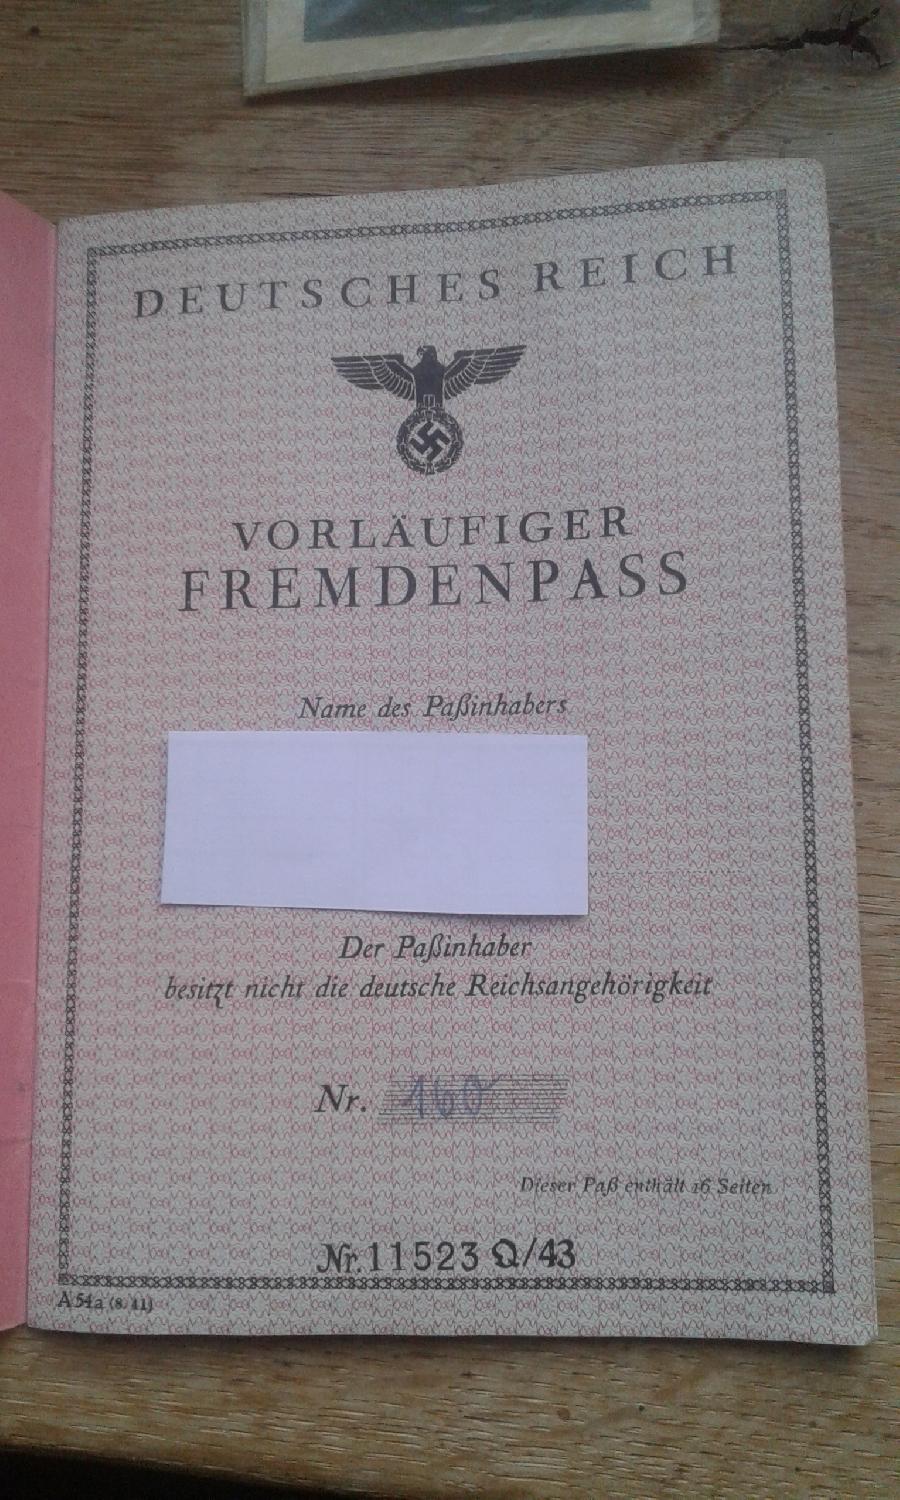 DEUTSCHES REICH
VORLÄUFIGER
FREMDENPASS
Name des Paßinhabers
Der Paßinhaber
besitzt nicht die deutsche Reichsangehörigkeit
Nr. 160
Dieser Paß enthält 16 Seiten
Nr. 11523 Q/43
A 54a (8. 41)